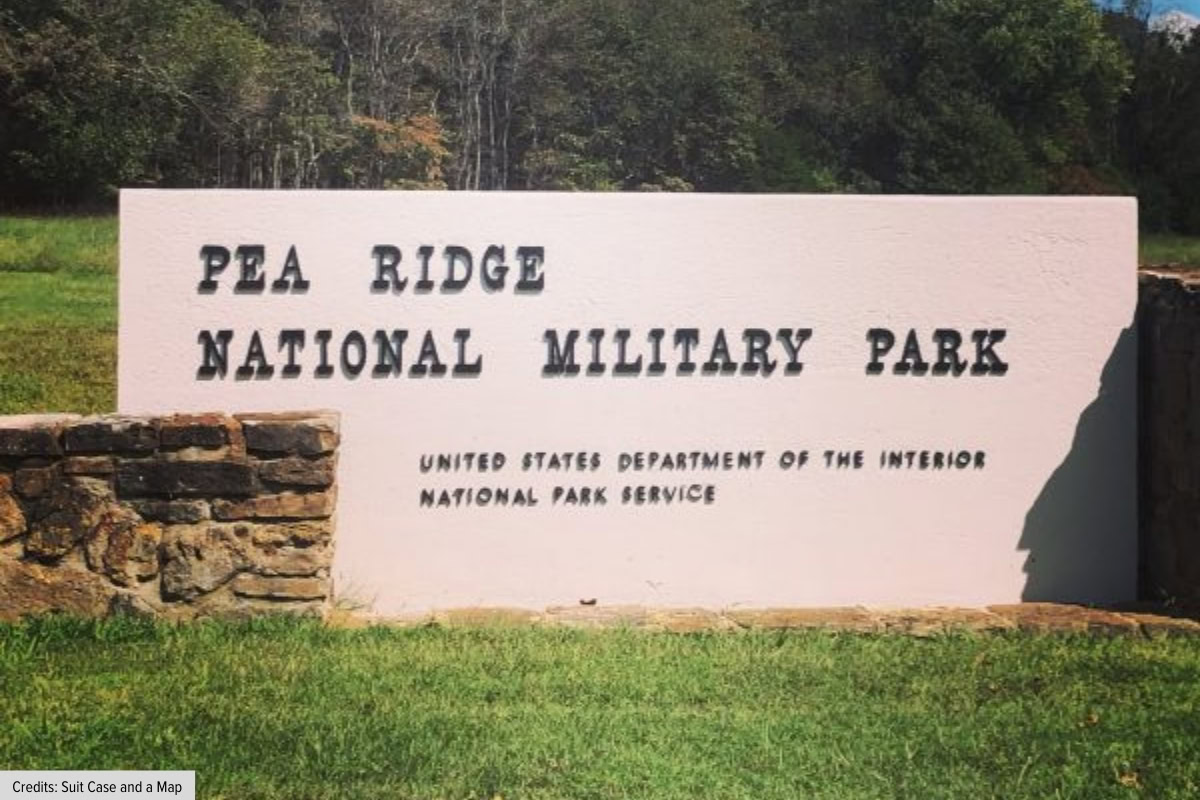 PEA RIDGE
NATIONAL MILITARY PARK
UNITED STATES DEPARTMENT OF THE INTERIOR
NATIONAL PARK SERVICE
Credits: Suit Case and a Map